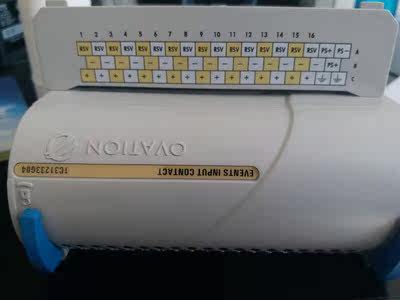 1 2 3 4 5 6 7 8 9 10 11 12 13 14 15 16
RSV RSV RSV RSV RSV RSV RSV RSV RSV RSV RSV RSV RSV RSV RSV RSV PS+ PS- A
- - - - - - - - - - - - - - - - PS+ B
+ + + + + + + + + + + + + + + + C
OVATION
EVENTS INPUT CONTACT 1C31233G04